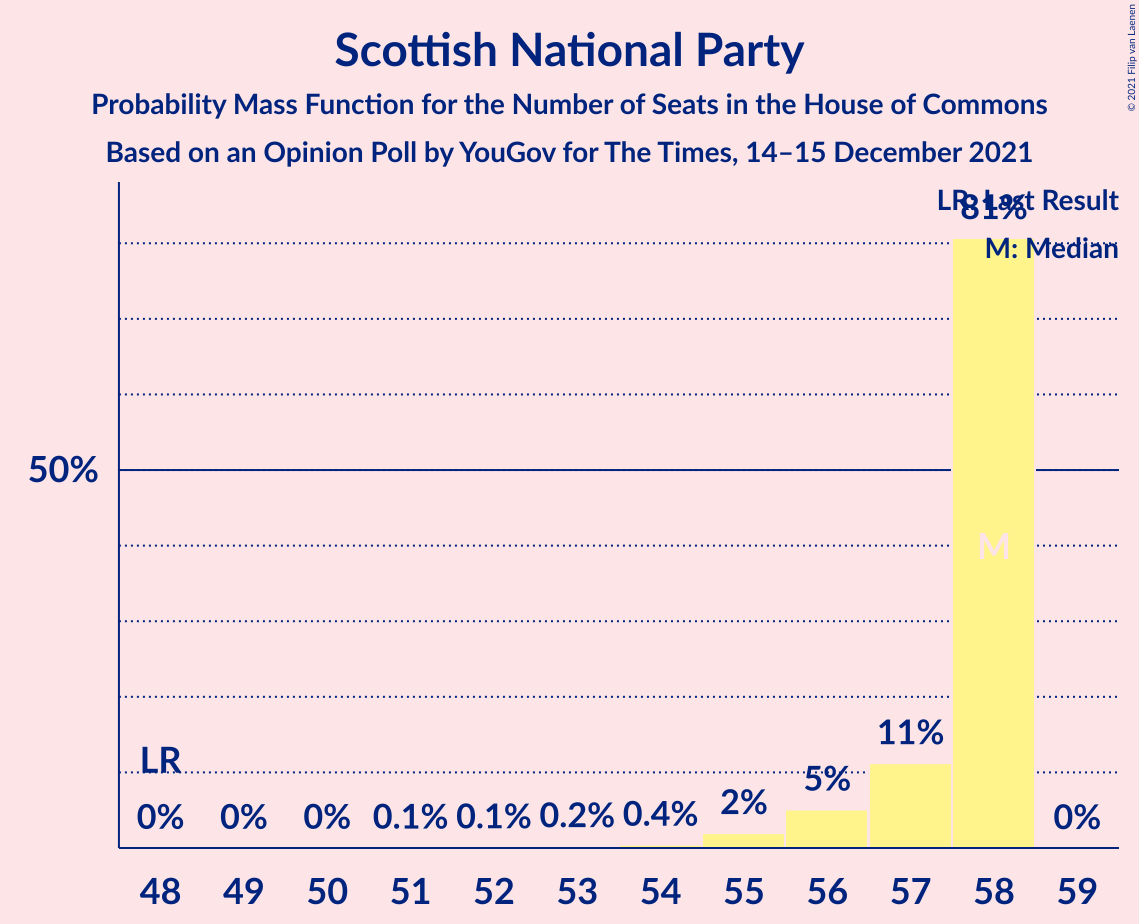 Scottish National Party
Probability Mass Function for the Number of Seats in the House of Commons
Based on an Opinion Poll by YouGov for The Times, 14–15 December 2021
© 2021 Filip van Laenen
LR: Last Result
M: Median
81%
50%
M
LR
0% 0% 0% 0.1% 0.1% 0.2% 0.4% 2% 5% 11% 0%
48 49 50 51 52 53 54 55 56 57 58 59